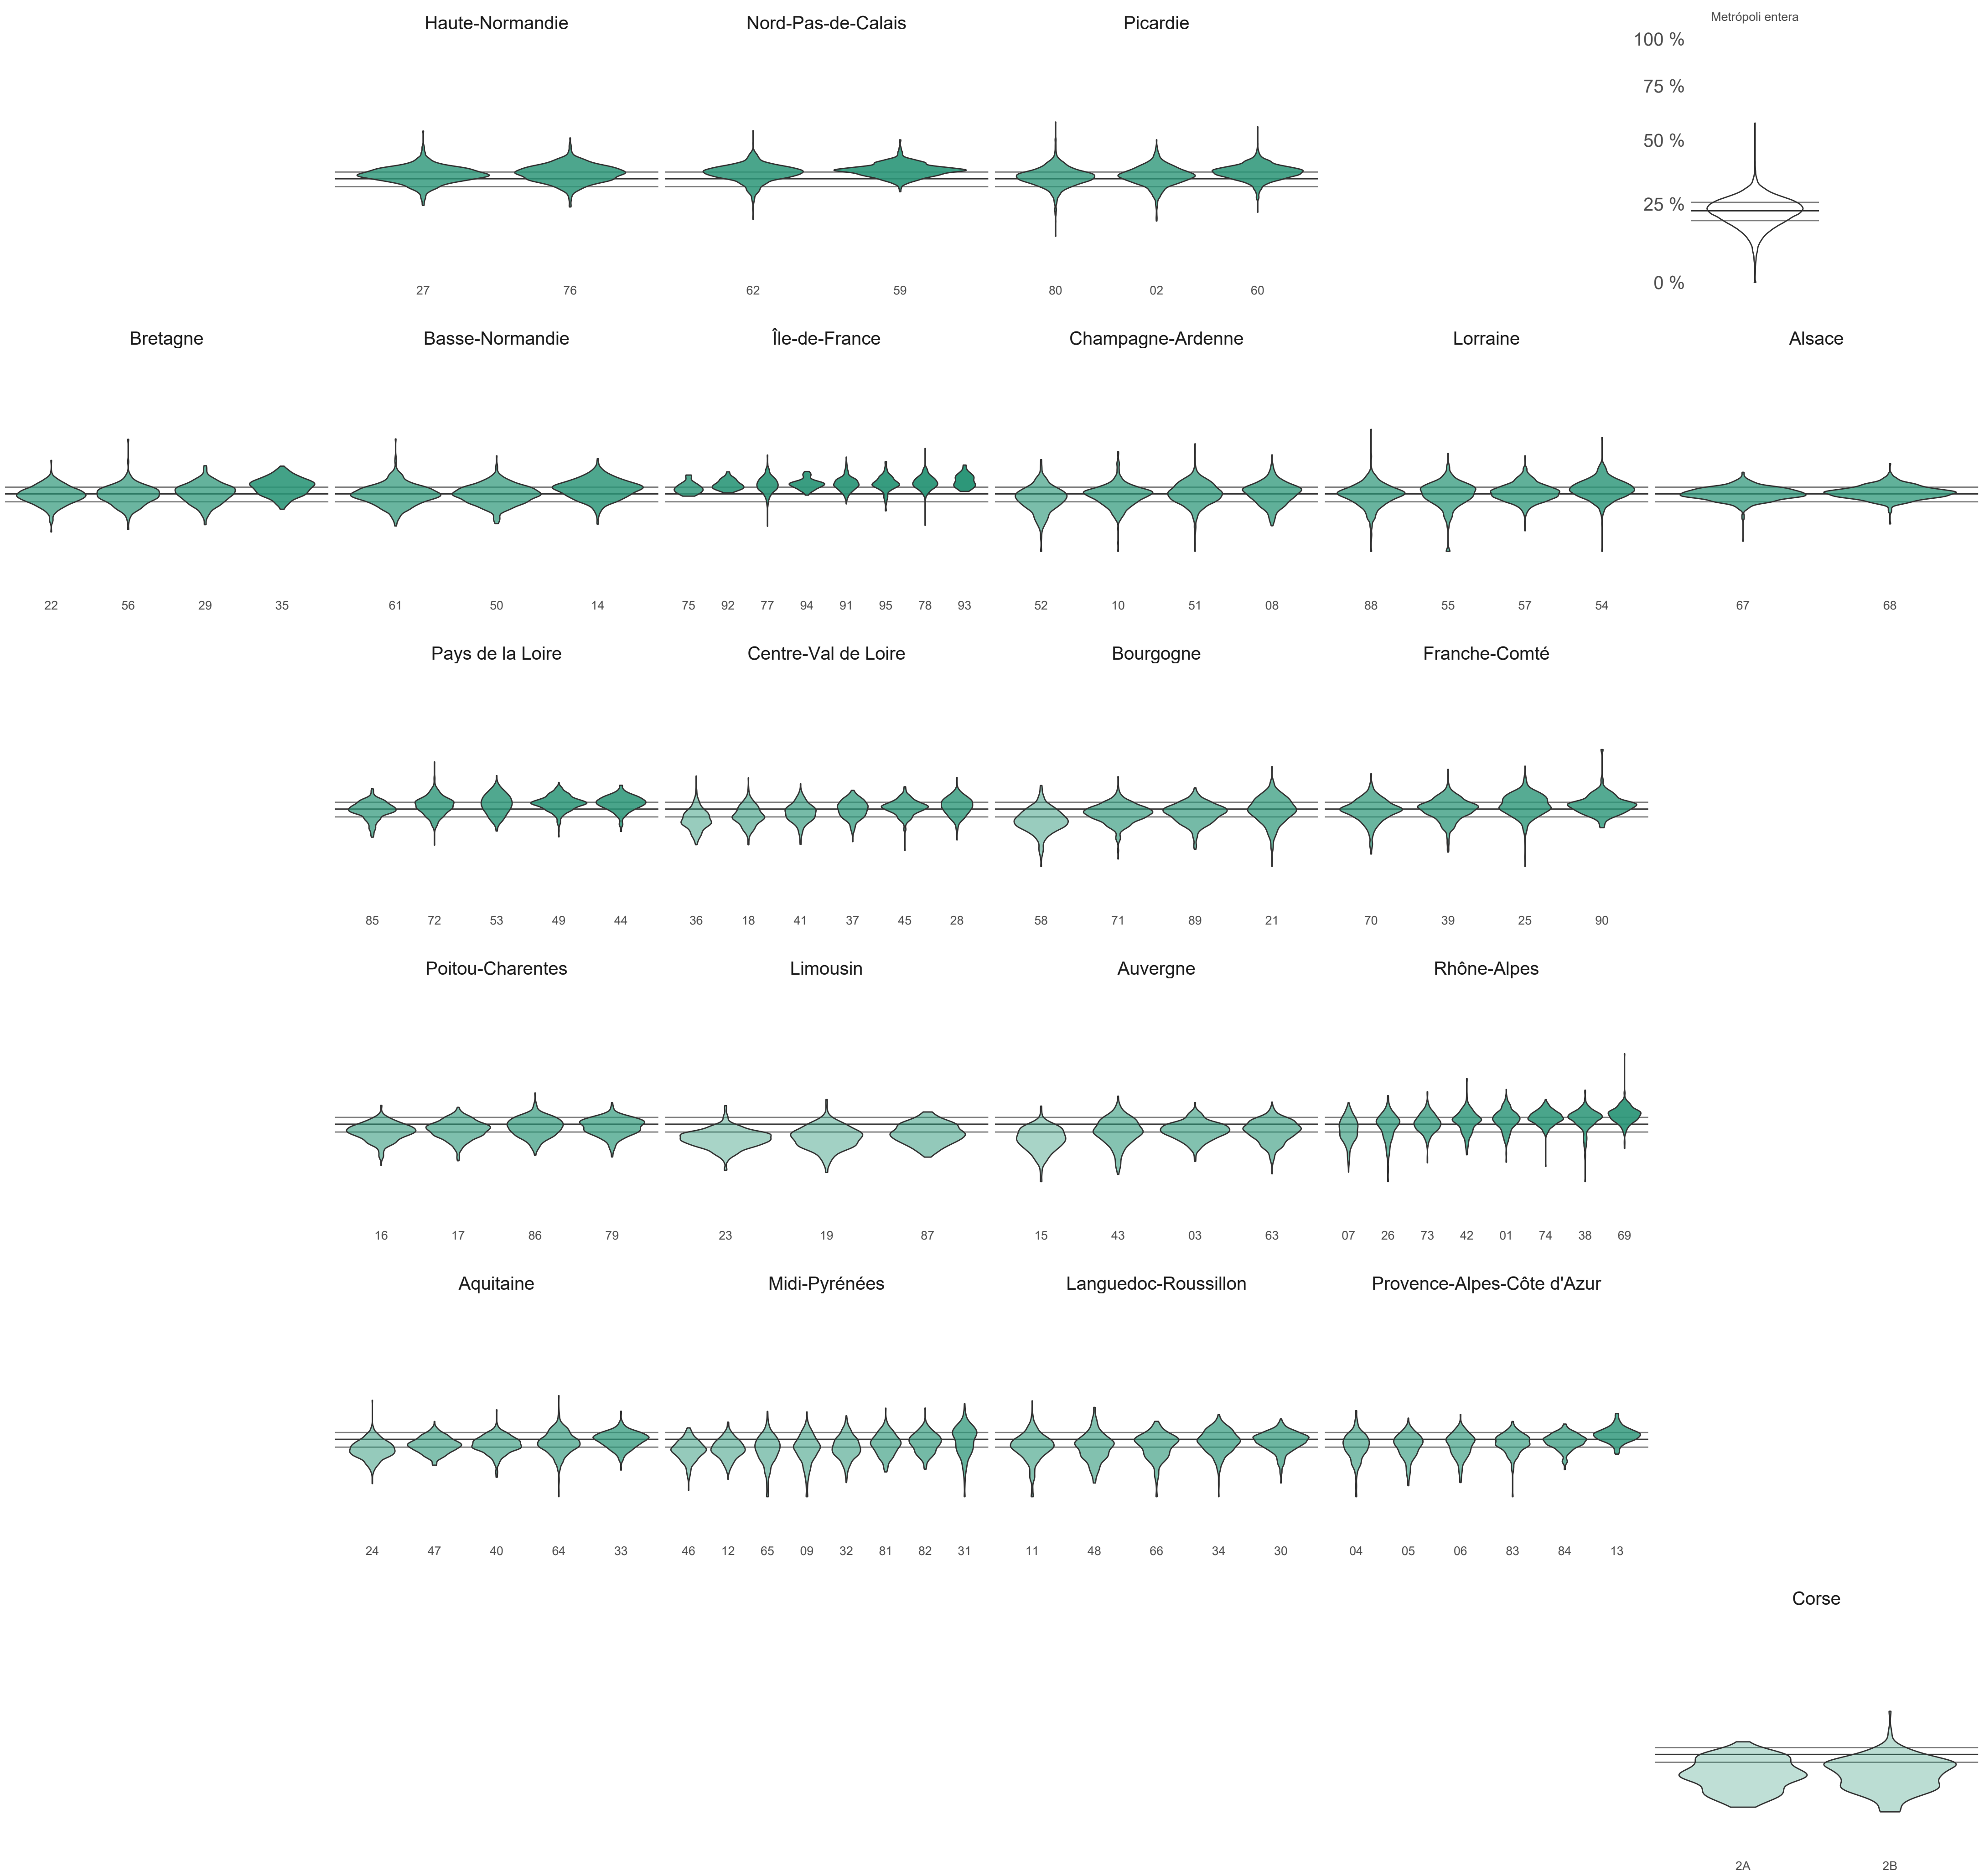 Haute-Normandie Nord-Pas-de-Calais Picardie Metrópoli entera
100 %
75 %
50 %
25 %
0 %
27 76 62 59 80 02 60
Bretagne Basse-Normandie Île-de-France Champagne-Ardenne Lorraine Alsace
22 56 29 35 61 50 14 75 92 77 94 91 95 78 93 52 10 51 08 88 55 57 54 67 68
Pays de la Loire Centre-Val de Loire Bourgogne Franche-Comté
85 72 53 49 44 36 18 41 37 45 28 58 71 89 21 70 39 25 90
Poitou-Charentes Limousin Auvergne Rhône-Alpes
16 17 86 79 23 19 87 15 43 03 63 07 26 73 42 01 74 38 69
Aquitaine Midi-Pyrénées Languedoc-Roussillon Provence-Alpes-Côte d'Azur
24 47 40 64 33 46 12 65 09 32 81 82 31 11 48 66 34 30 04 05 06 83 84 13
Corse
2A 2B